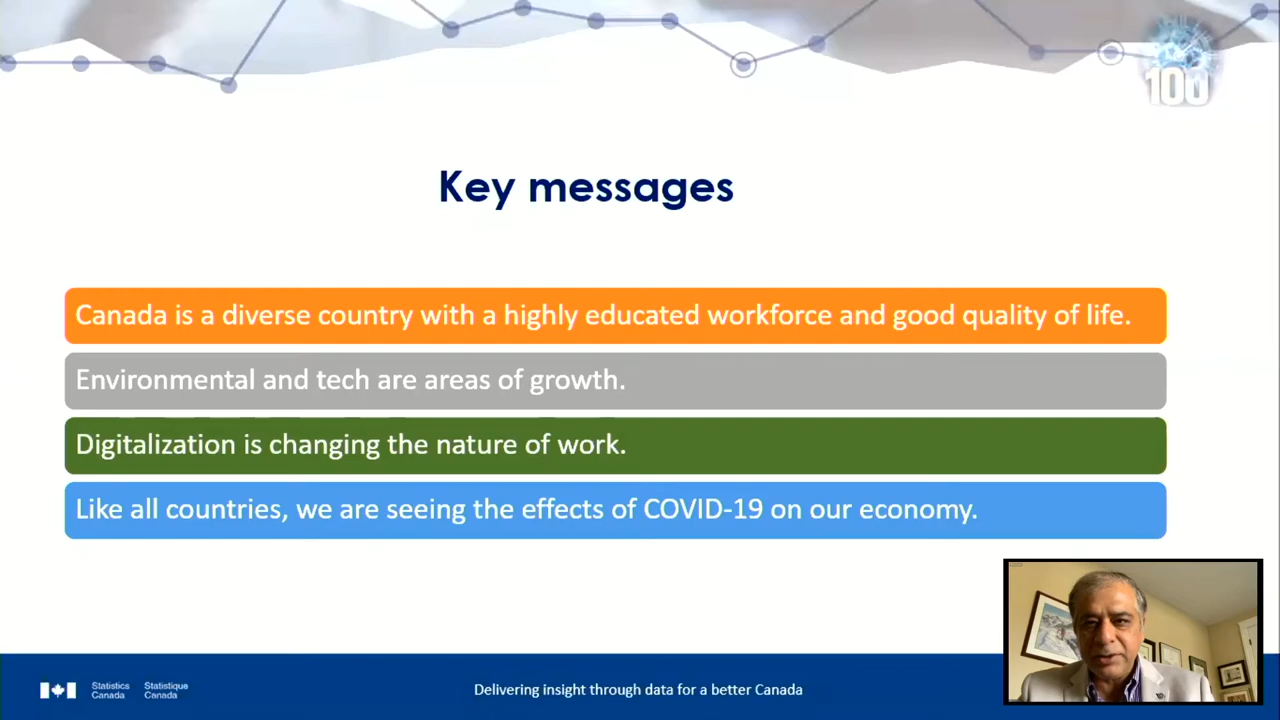 100
Key messages
Canada is a diverse country with a highly educated workforce and good quality of life.
Environmental and tech are areas of growth.
Digitalization is changing the nature of work.
Like all countries, we are seeing the effects of COVID-19 on our economy.
Statistics Canada
Statistique Canada
Delivering insight through data for a better Canada